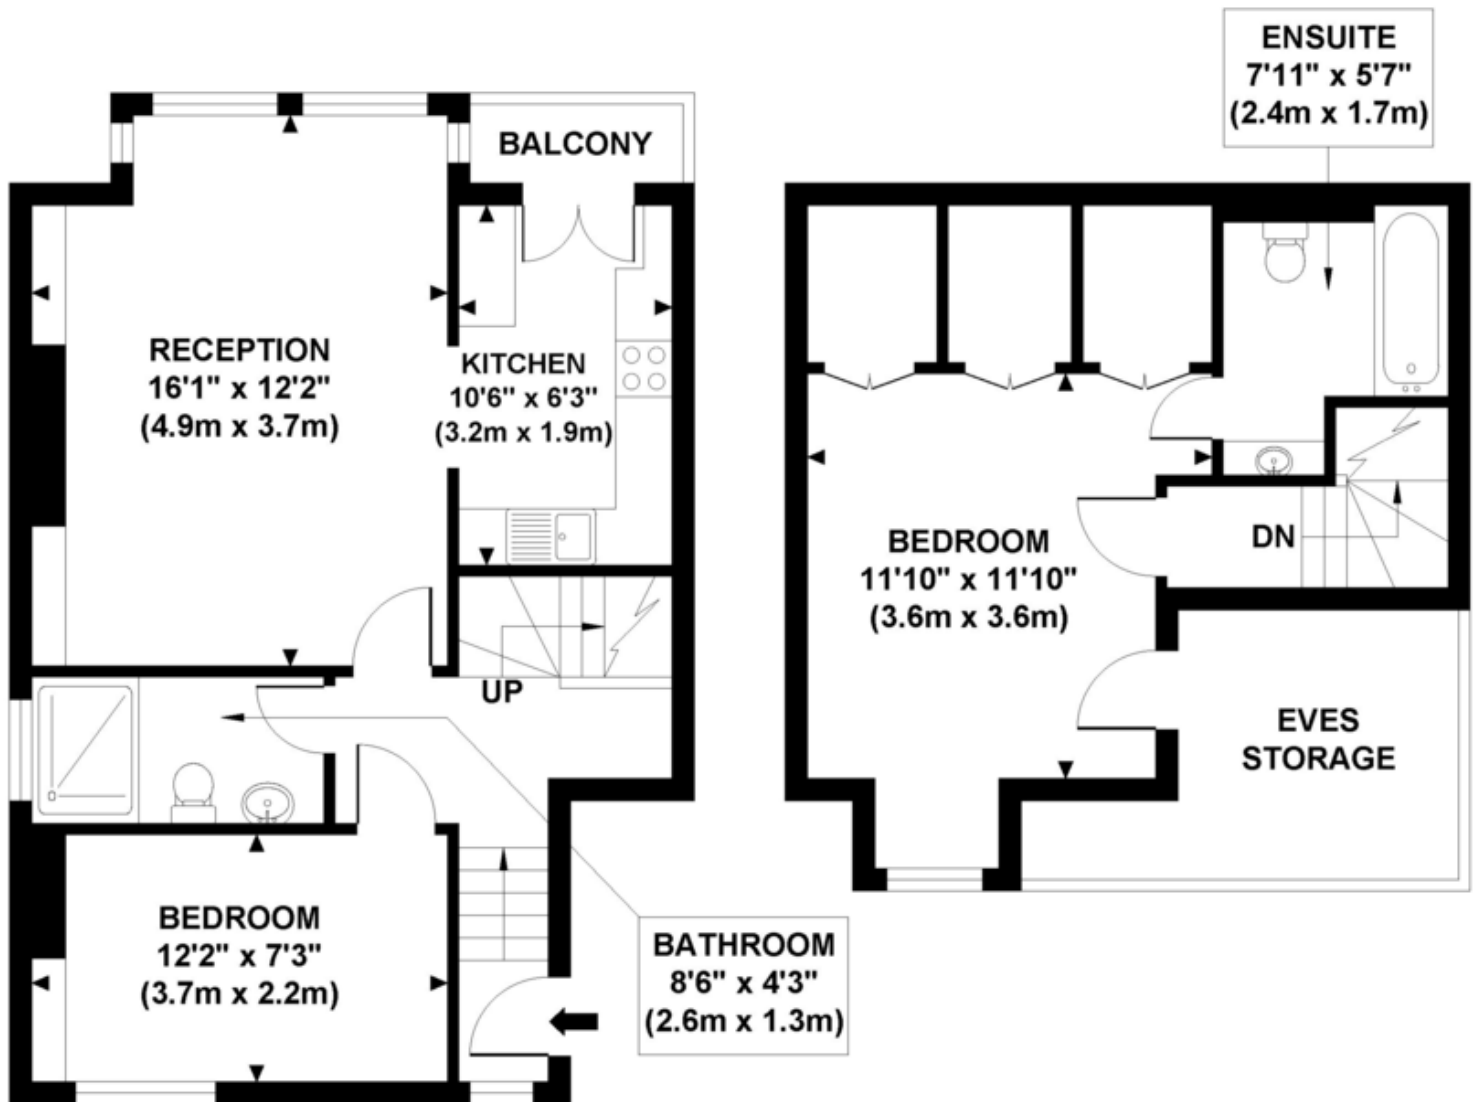 ENSUITE
7'11" x 5'7"
(2.4m x 1.7m)
BALCONY
RECEPTION
16'1" x 12'2"
(4.9m x 3.7m)
KITCHEN
10'6" x 6'3"
(3.2m x 1.9m)
UP
BEDROOM
12'2" x 7'3"
(3.7m x 2.2m)
BATHROOM
8'6" x 4'3"
(2.6m x 1.3m)
BEDROOM
11'10" x 11'10"
(3.6m x 3.6m)
DN
EVES
STORAGE